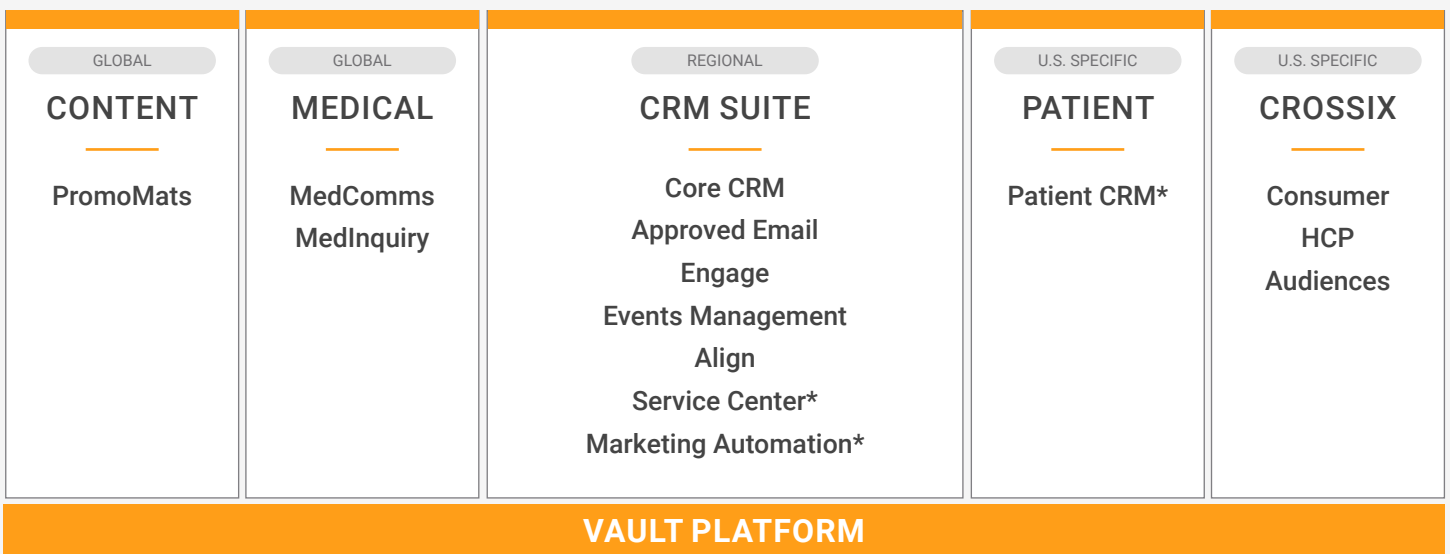 GLOBAL
CONTENT
PromoMats
GLOBAL
MEDICAL
MedComms
MedInquiry
REGIONAL
CRM SUITE
Core CRM
Approved Email
Engage
Events Management
Align
Service Center*
Marketing Automation*
U.S. SPECIFIC
PATIENT
Patient CRM*
U.S. SPECIFIC
CROSSIX
Consumer
HCP
Audiences
VAULT PLATFORM